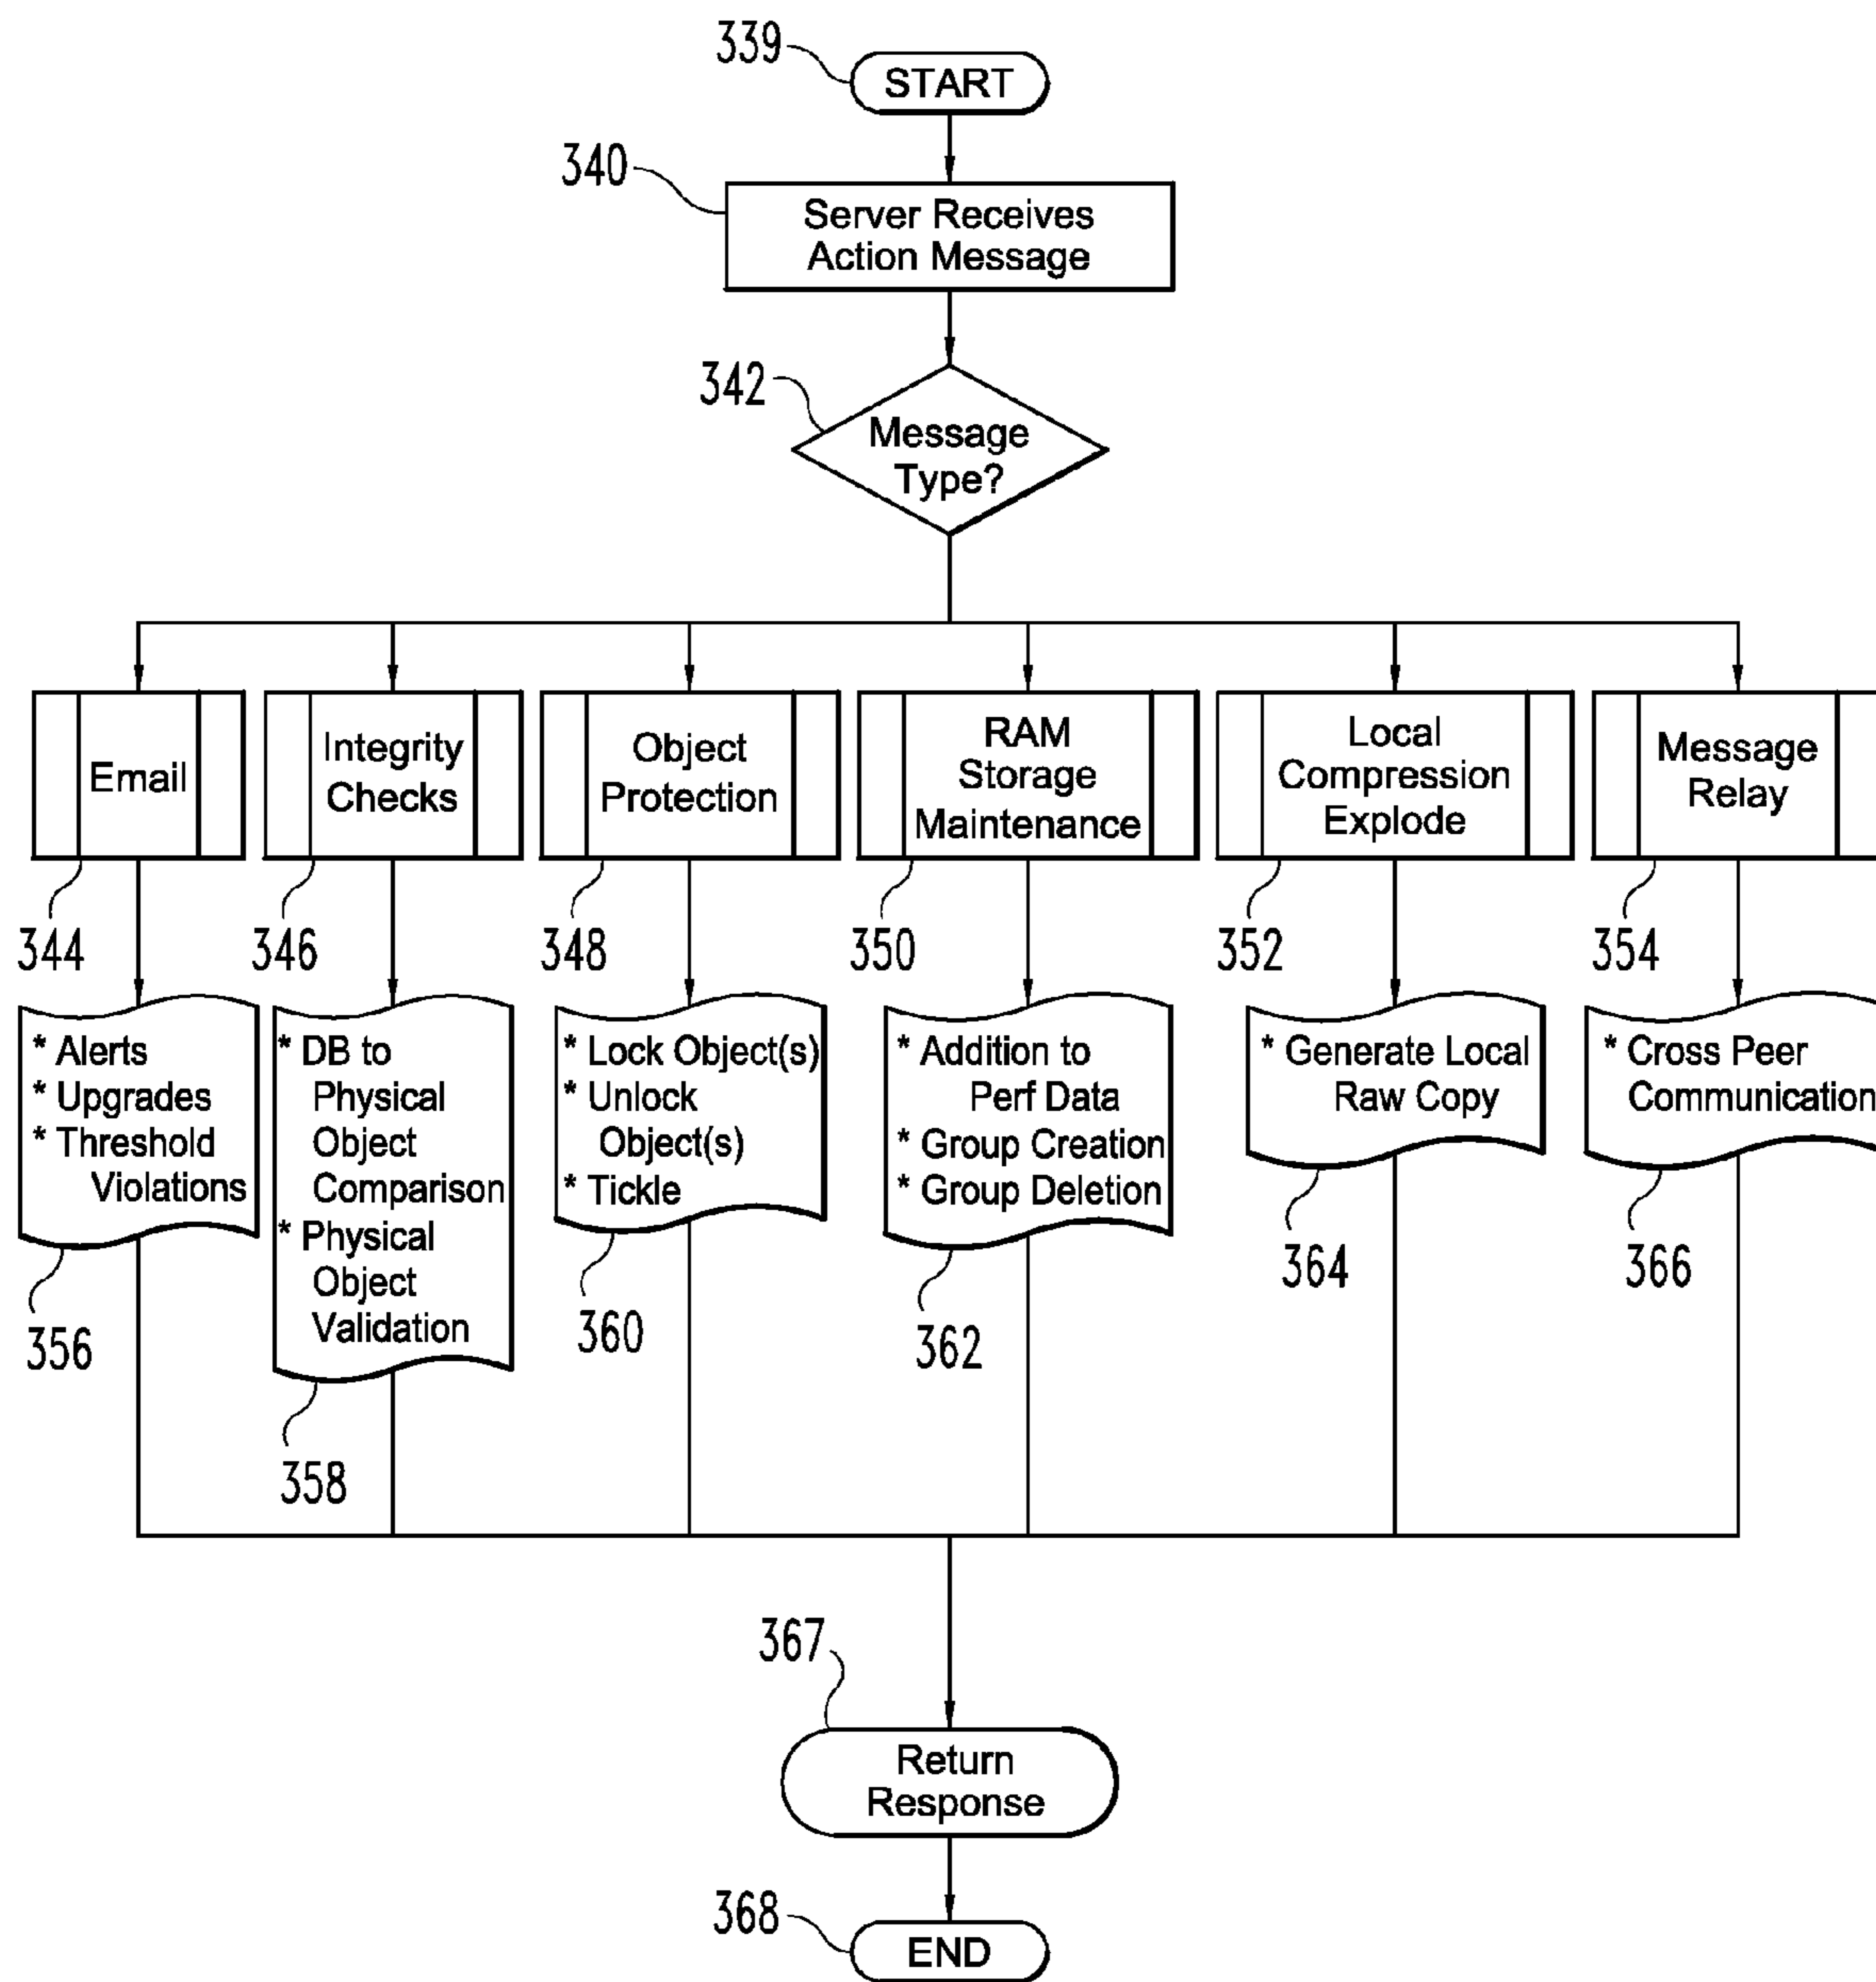 339
START
340
Server Receives
Action Message
342
Message
Type?
Email
Integrity
Checks
Object
Protection
RAM
Storage
Maintenance
Local
Compression
Explode
Message
Relay
344
346
348
350
352
354
* Alerts
* Upgrades
* Threshold
Violations
* DB to
Physical
Object
Comparison
* Physical
Object
Validation
* Lock Object(s)
* Unlock
Object(s)
* Tickle
* Addition to
Perf Data
* Group Creation
* Group Deletion
* Generate Local
Raw Copy
* Cross Peer
Communication
356
358
360
362
364
366
367
Return
Response
368
END